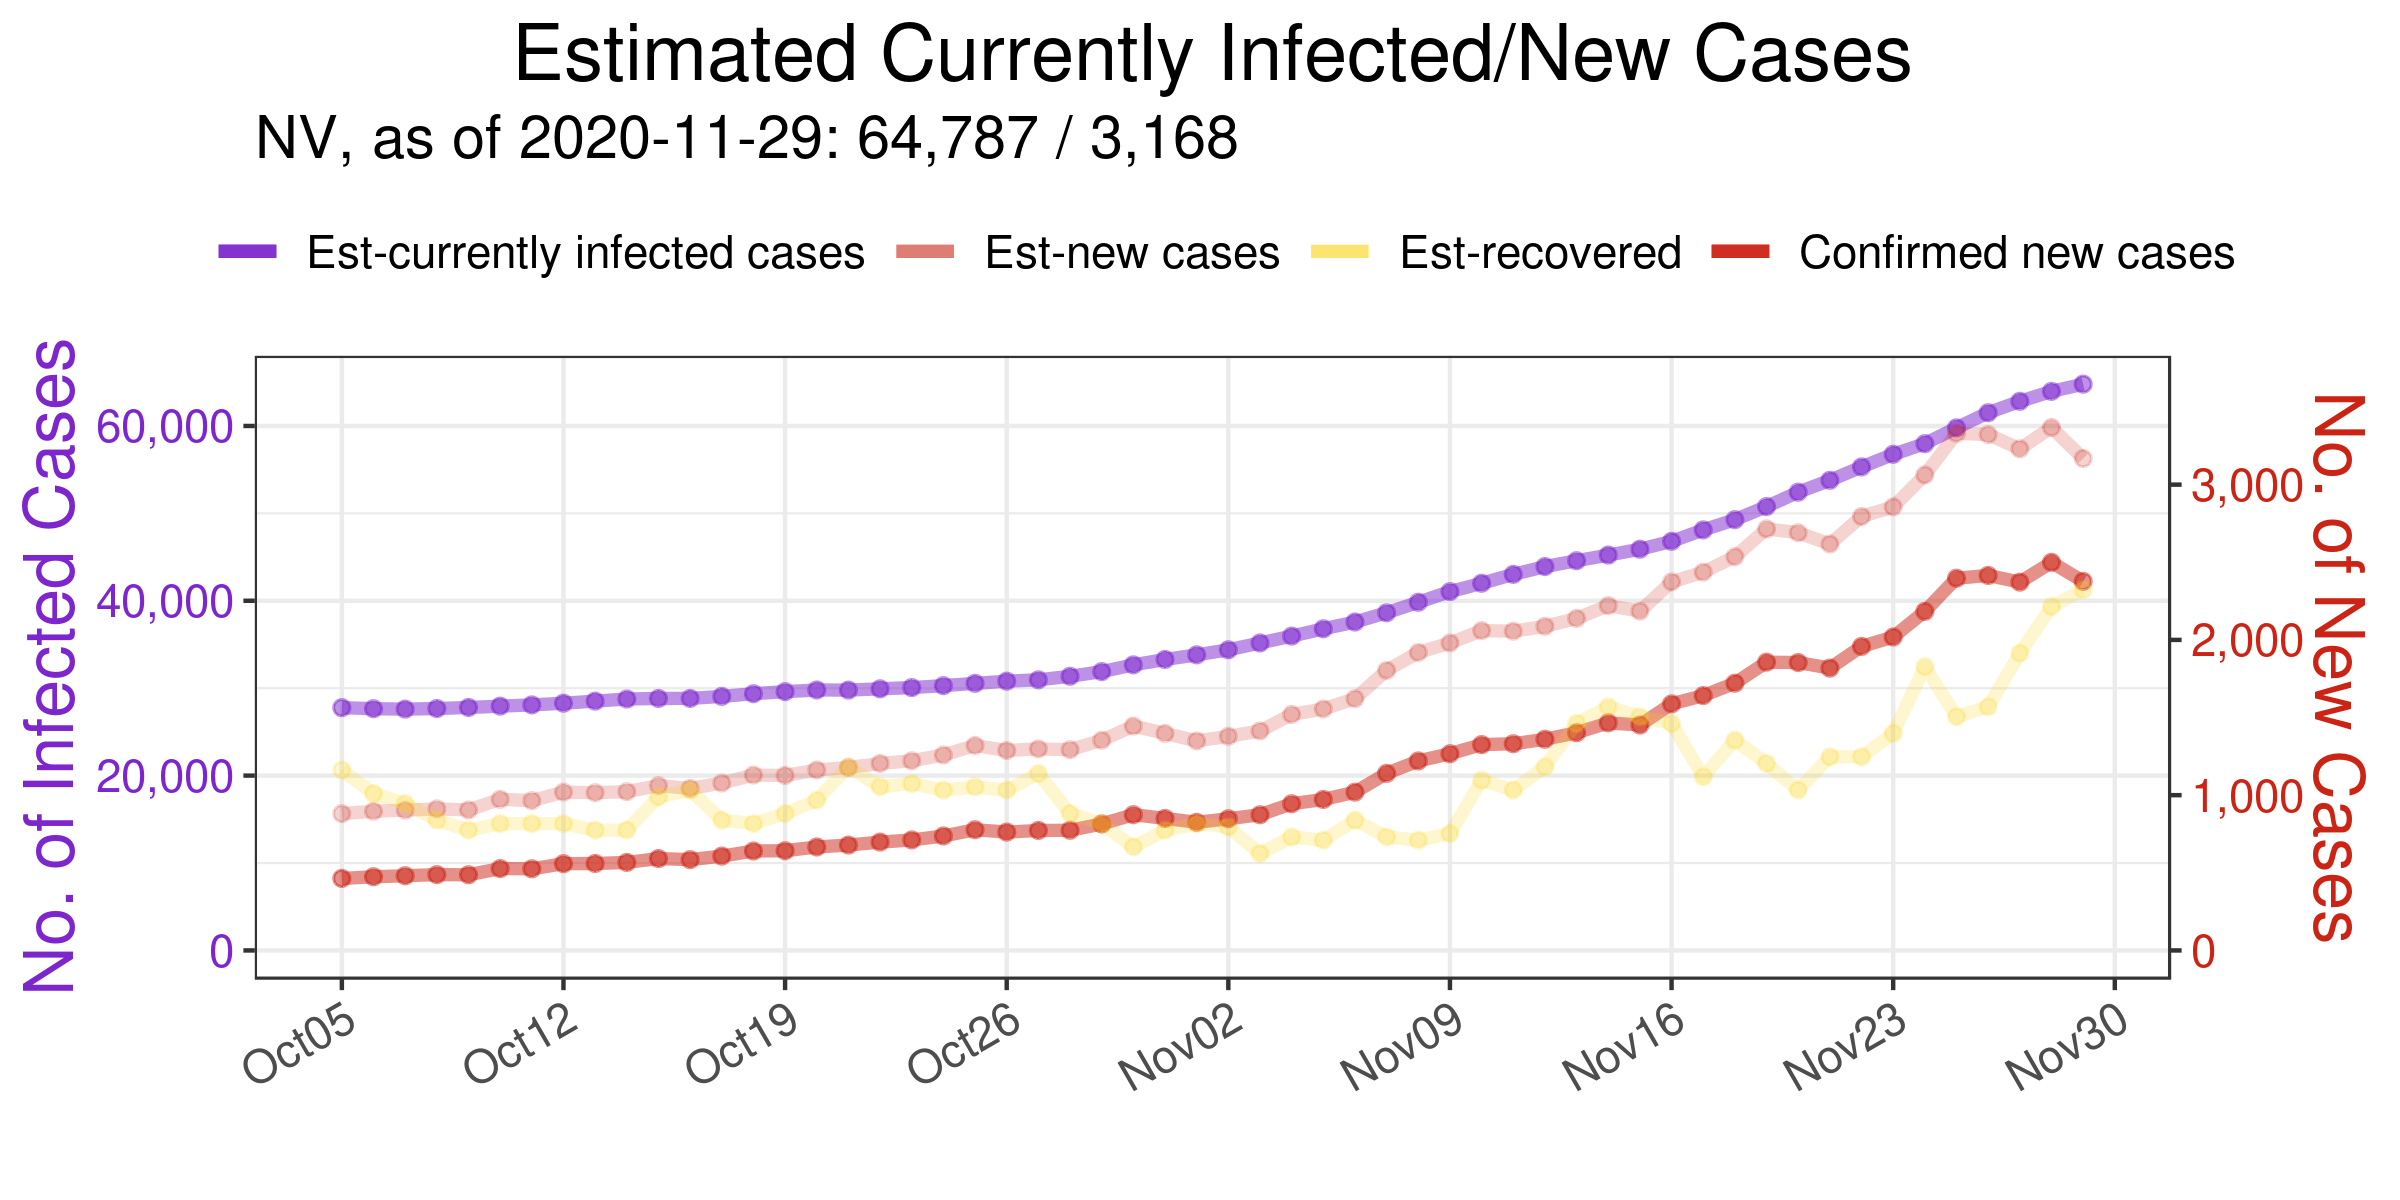 Estimated Currently Infected/New Cases
NV, as of 2020-11-29: 64,787 / 3,168
Est-currently infected cases Est-new cases Est-recovered Confirmed new cases
No. of Infected Cases
60,000
40,000
20,000
0
3,000
2,000
1,000
0
No. of New Cases
Oct05 Oct12 Oct19 Oct26 Nov02 Nov09 Nov16 Nov23 Nov30